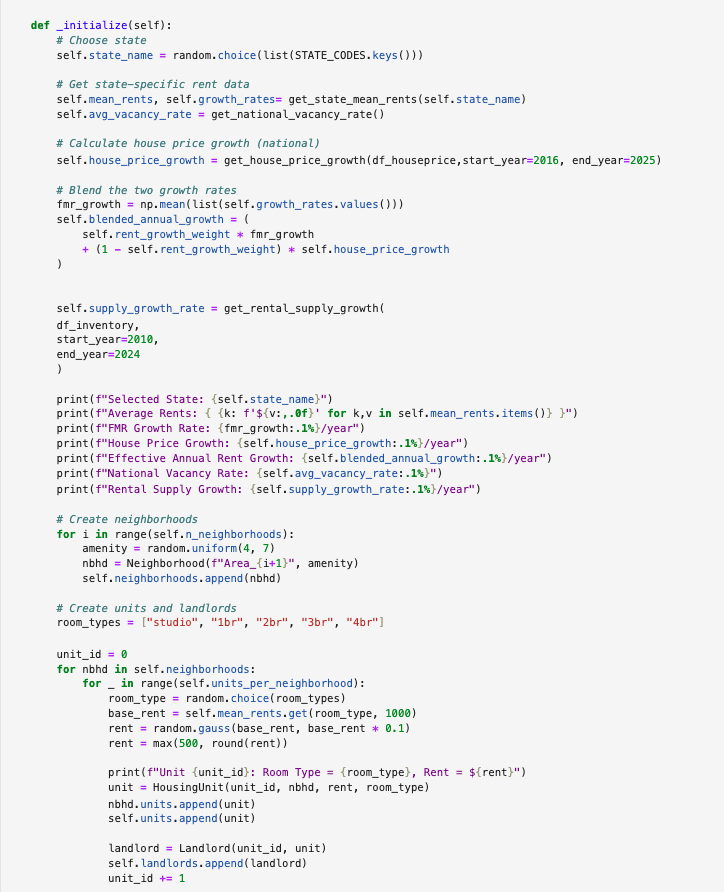 def _initialize(self):
    # Choose state
    self.state_name = random.choice(list(STATE_CODES.keys()))

    # Get state-specific rent data
    self.mean_rents, self.growth_rates= get_state_mean_rents(self.state_name)
    self.avg_vacancy_rate = get_national_vacancy_rate()

    # Calculate house price growth (national)
    self.house_price_growth = get_house_price_growth(df_houseprice,start_year=2016, end_year=2025)

    # Blend the two growth rates
    fmr_growth = np.mean(list(self.growth_rates.values()))
    self.blended_annual_growth = (
        self.rent_growth_weight * fmr_growth
        + (1 - self.rent_growth_weight) * self.house_price_growth
    )


    self.supply_growth_rate = get_rental_supply_growth(
    df_inventory,
    start_year=2010,
    end_year=2024
    )

    print(f"Selected State: {self.state_name}")
    print(f"Average Rents: { {k: f'${v:,.0f}' for k,v in self.mean_rents.items()} }")
    print(f"FMR Growth Rate: {fmr_growth:.1%}/year")
    print(f"House Price Growth: {self.house_price_growth:.1%}/year")
    print(f"Effective Annual Rent Growth: {self.blended_annual_growth:.1%}/year")
    print(f"National Vacancy Rate: {self.avg_vacancy_rate:.1%}")
    print(f"Rental Supply Growth: {self.supply_growth_rate:.1%}/year")

    # Create neighborhoods
    for i in range(self.n_neighborhoods):
        amenity = random.uniform(4, 7)
        nbhd = Neighborhood(f"Area_{i+1}", amenity)
        self.neighborhoods.append(nbhd)

    # Create units and landlords
    room_types = ["studio", "1br", "2br", "3br", "4br"]

    unit_id = 0
    for nbhd in self.neighborhoods:
        for _ in range(self.units_per_neighborhood):
            room_type = random.choice(room_types)
            base_rent = self.mean_rents.get(room_type, 1000)
            rent = random.gauss(base_rent, base_rent * 0.1)
            rent = max(500, round(rent))

            print(f"Unit {unit_id}: Room Type = {room_type}, Rent = ${rent}")
            unit = HousingUnit(unit_id, nbhd, rent, room_type)
            nbhd.units.append(unit)
            self.units.append(unit)

            landlord = Landlord(unit_id, unit)
            self.landlords.append(landlord)
            unit_id += 1